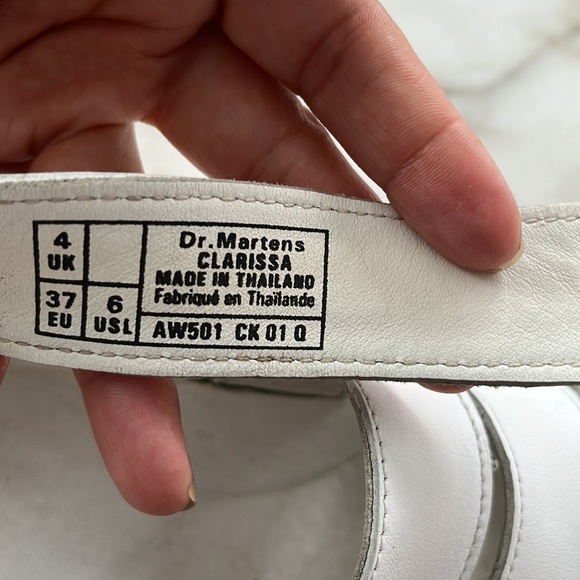 4
UK
37
EU
6
USL
Dr.Martens
CLARISSA
MADE IN THAILAND
Fabriqué en Thaïlande
AW501 CK 01 Q